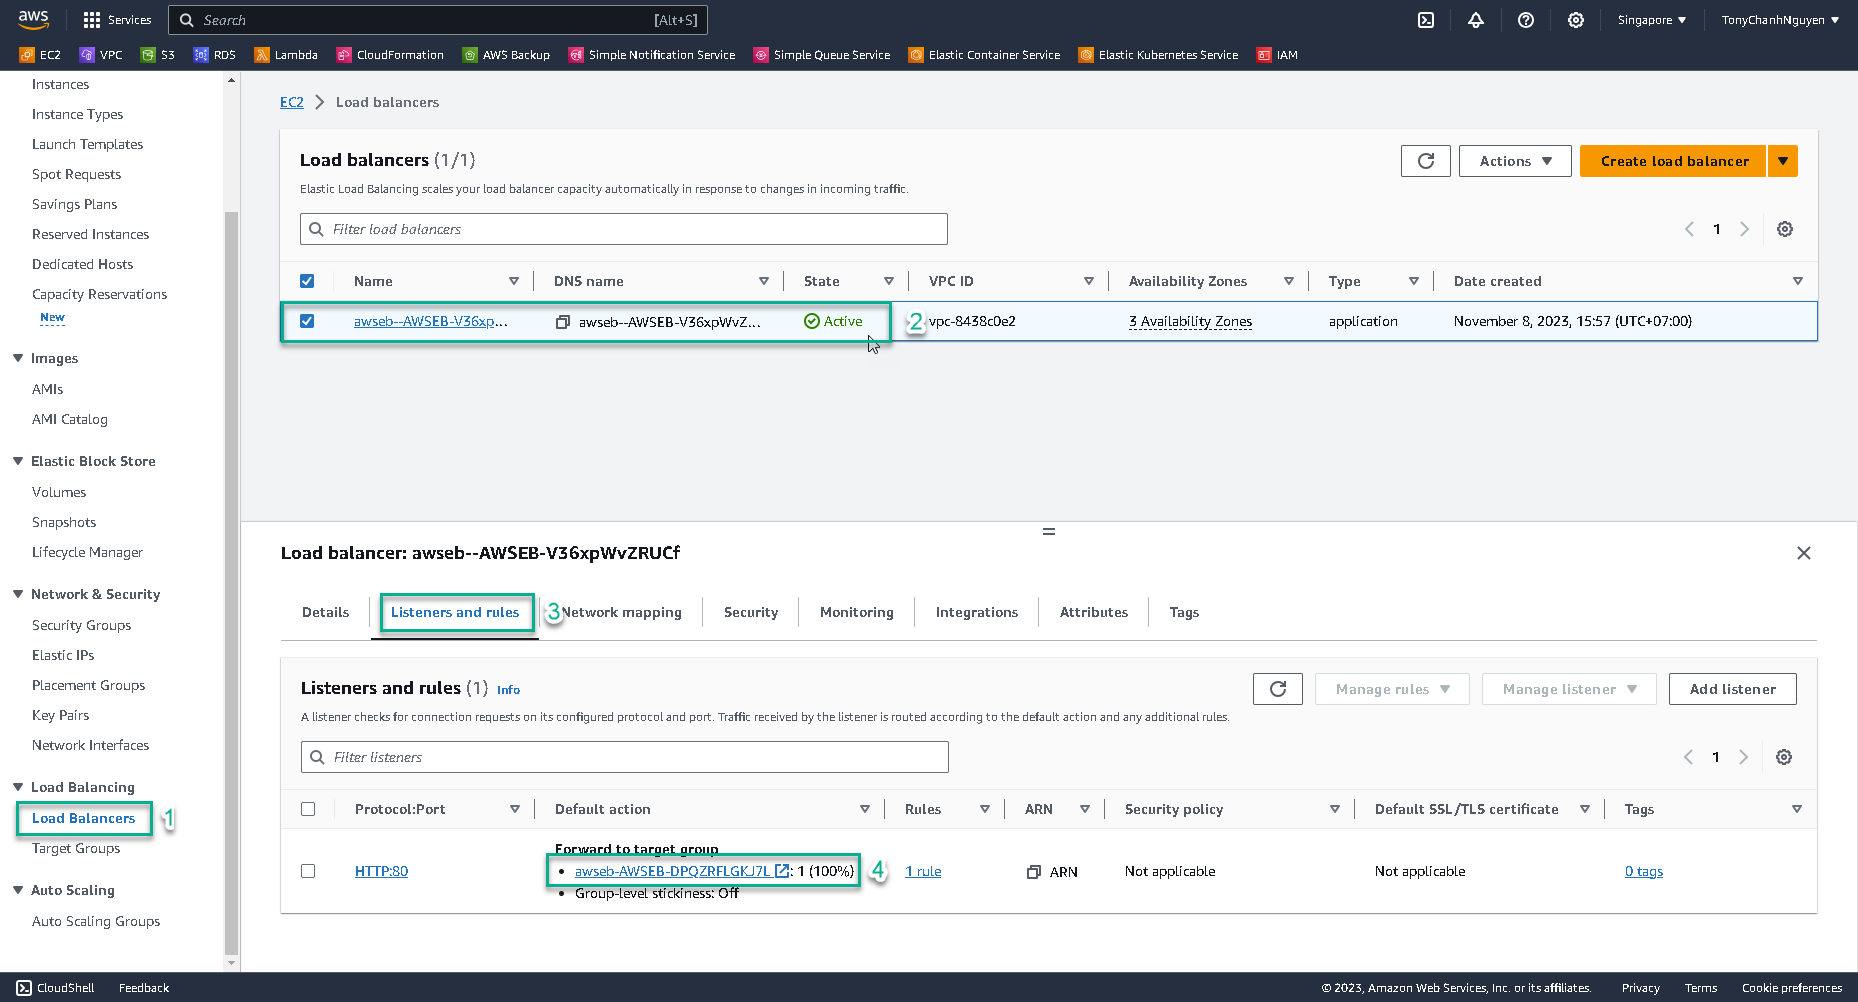 aws
Services
Search [Alt+S]
Singapore
TonyChanhNguyen
EC2 VPC S3 RDS Lambda CloudFormation AWS Backup Simple Notification Service Simple Queue Service Elastic Container Service Elastic Kubernetes Service IAM
Instances
Instance Types
Launch Templates
Spot Requests
Savings Plans
Reserved Instances
Dedicated Hosts
Capacity Reservations
New
Images
AMIs
AMI Catalog
Elastic Block Store
Volumes
Snapshots
Lifecycle Manager
Network & Security
Security Groups
Elastic IPs
Placement Groups
Key Pairs
Network Interfaces
Load Balancing
Load Balancers 1
Target Groups
Auto Scaling
Auto Scaling Groups
EC2 Load balancers
Load balancers (1/1)
Actions
Create load balancer
Elastic Load Balancing scales your load balancer capacity automatically in response to changes in incoming traffic.
Filter load balancers
1
Name DNS name State VPC ID Availability Zones Type Date created
awseb--AWSEB-V36xp... awseb--AWSEB-V36xpWvZ... Active 2 vpc-8438c0e2 3 Availability Zones application November 8, 2023, 15:57 (UTC+07:00)
Load balancer: awseb--AWSEB-V36xpWvZRUCf
Details Listeners and rules 3 Network mapping Security Monitoring Integrations Attributes Tags
Listeners and rules (1) Info
Manage rules Manage listener Add listener
A listener checks for connection requests on its configured protocol and port. Traffic received by the listener is routed according to the default action and any additional rules.
Filter listeners
1
Protocol:Port Default action Rules ARN Security policy Default SSL/TLS certificate Tags
Forward to target group
HTTP:80 • awseb-AWSEB-DPQZRFLGKJ7L : 1 (100%) 4 1 rule ARN Not applicable Not applicable 0 tags
• Group-level stickiness: Off
CloudShell Feedback © 2023, Amazon Web Services, Inc. or its affiliates. Privacy Terms Cookie preferences